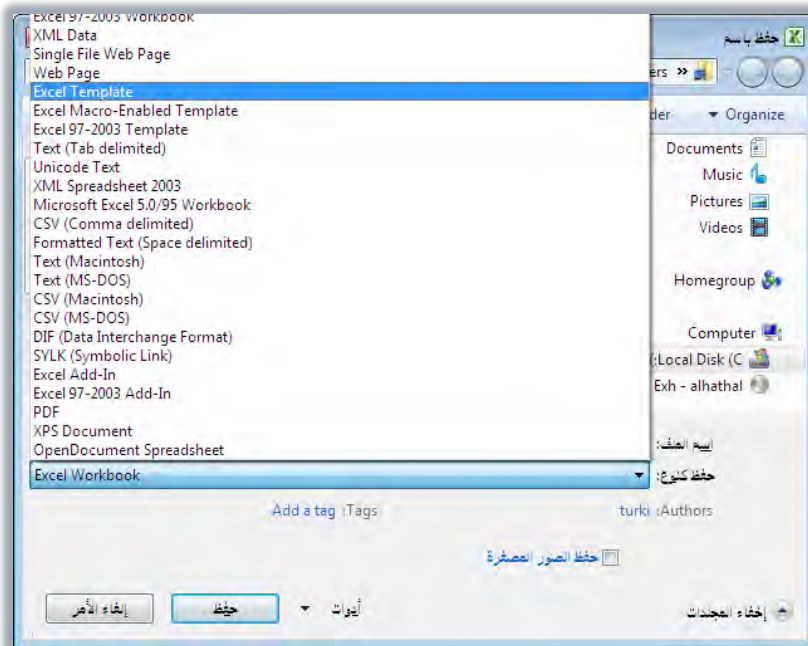 حفظ باسم
ers »
Organize
der
Excel 97-2003 Workbook
XML Data
Single File Web Page
Web Page
Excel Template
Excel Macro-Enabled Template
Excel 97-2003 Template
Text (Tab delimited)
Unicode Text
XML Spreadsheet 2003
Microsoft Excel 5.0/95 Workbook
CSV (Comma delimited)
Formatted Text (Space delimited)
Text (Macintosh)
Text (MS-DOS)
CSV (Macintosh)
CSV (MS-DOS)
DIF (Data Interchange Format)
SYLK (Symbolic Link)
Excel Add-In
Excel 97-2003 Add-In
PDF
XPS Document
OpenDocument Spreadsheet
Documents
Music
Pictures
Videos
Homegroup
Computer
(:Local Disk (C
Exh - alhathal
اسم الملف:
حفظ كنوع: Excel Workbook
turki :Authors
Add a tag :Tags
حفظ الصور المصغرة
إخفاء المجلدات
أدوات
حفظ
إلغاء الأمر